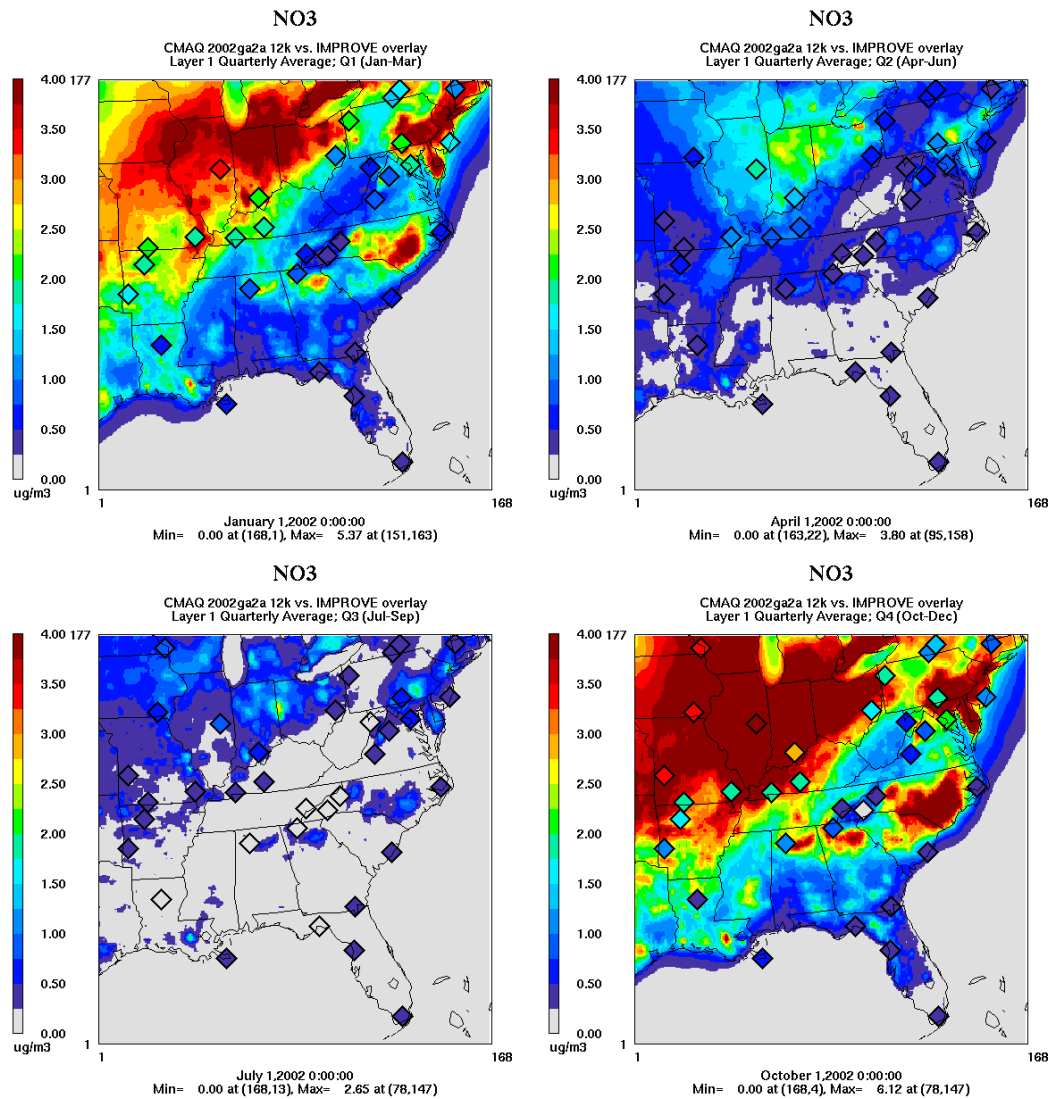 NO3
CMAQ 2002ga2a 12k vs. IMPROVE overlay
Layer 1 Quarterly Average; Q1 (Jan-Mar)
4.00 177
3.50
3.00
2.50
2.00
1.50
1.00
0.50
0.00
ug/m3
1
1 168
January 1,2002 0:00:00
Min= 0.00 at (168,1), Max= 5.37 at (151,163)
NO3
CMAQ 2002ga2a 12k vs. IMPROVE overlay
Layer 1 Quarterly Average; Q2 (Apr-Jun)
4.00 177
3.50
3.00
2.50
2.00
1.50
1.00
0.50
0.00
ug/m3
1
1 168
April 1,2002 0:00:00
Min= 0.00 at (163,22), Max= 3.80 at (95,158)
NO3
CMAQ 2002ga2a 12k vs. IMPROVE overlay
Layer 1 Quarterly Average; Q3 (Jul-Sep)
4.00 177
3.50
3.00
2.50
2.00
1.50
1.00
0.50
0.00
ug/m3
1
1 168
July 1,2002 0:00:00
Min= 0.00 at (168,13), Max= 2.65 at (78,147)
NO3
CMAQ 2002ga2a 12k vs. IMPROVE overlay
Layer 1 Quarterly Average; Q4 (Oct-Dec)
4.00 177
3.50
3.00
2.50
2.00
1.50
1.00
0.50
0.00
ug/m3
1
1 168
October 1,2002 0:00:00
Min= 0.00 at (168,4), Max= 6.12 at (78,147)